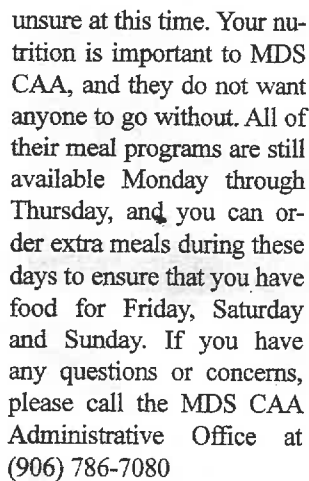 unsure at this time. Your nu-
trition is important to MDS
CAA, and they do not want
anyone to go without. All of
their meal programs are still
available Monday through
Thursday, and you can or-
der extra meals during these
days to ensure that you have
food for Friday, Saturday
and Sunday. If you have
any questions or concerns,
please call the MDS CAA
Administrative Office at
(906) 786-7080